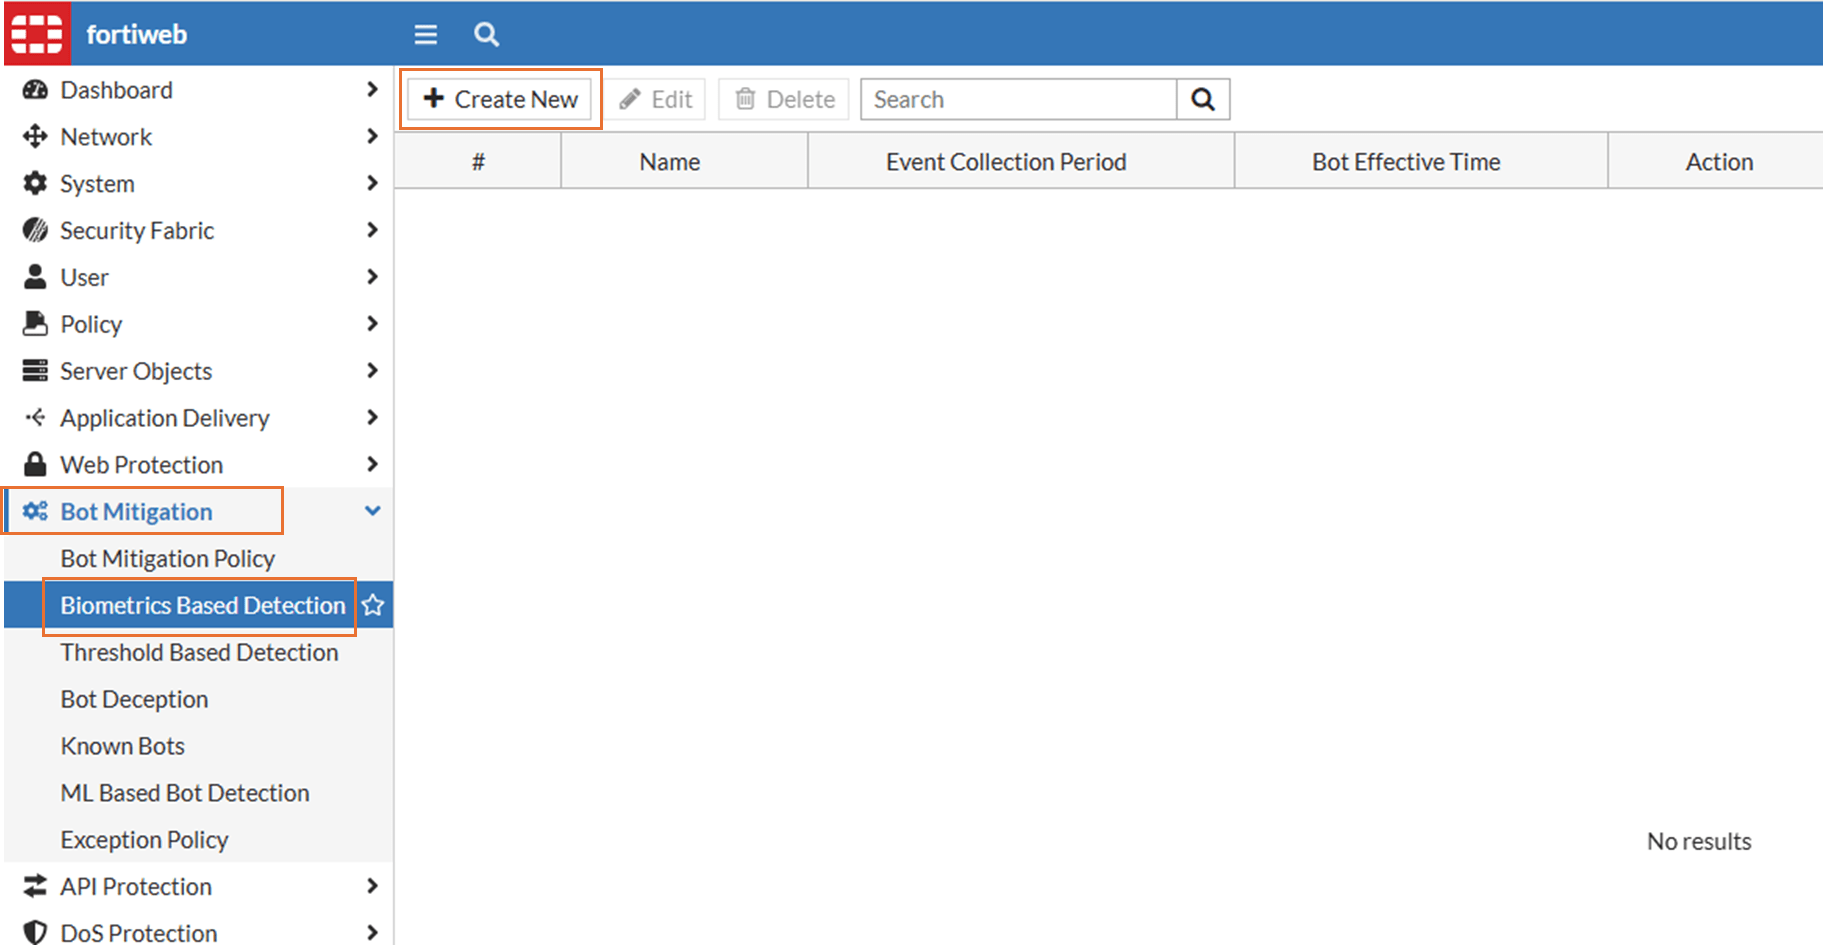 fortiweb
Dashboard
Network
System
Security Fabric
User
Policy
Server Objects
Application Delivery
Web Protection
Bot Mitigation
Bot Mitigation Policy
Biometrics Based Detection
Threshold Based Detection
Bot Deception
Known Bots
ML Based Bot Detection
Exception Policy
API Protection
DoS Protection
Create New Edit Delete Search
# Name Event Collection Period Bot Effective Time Action
No results